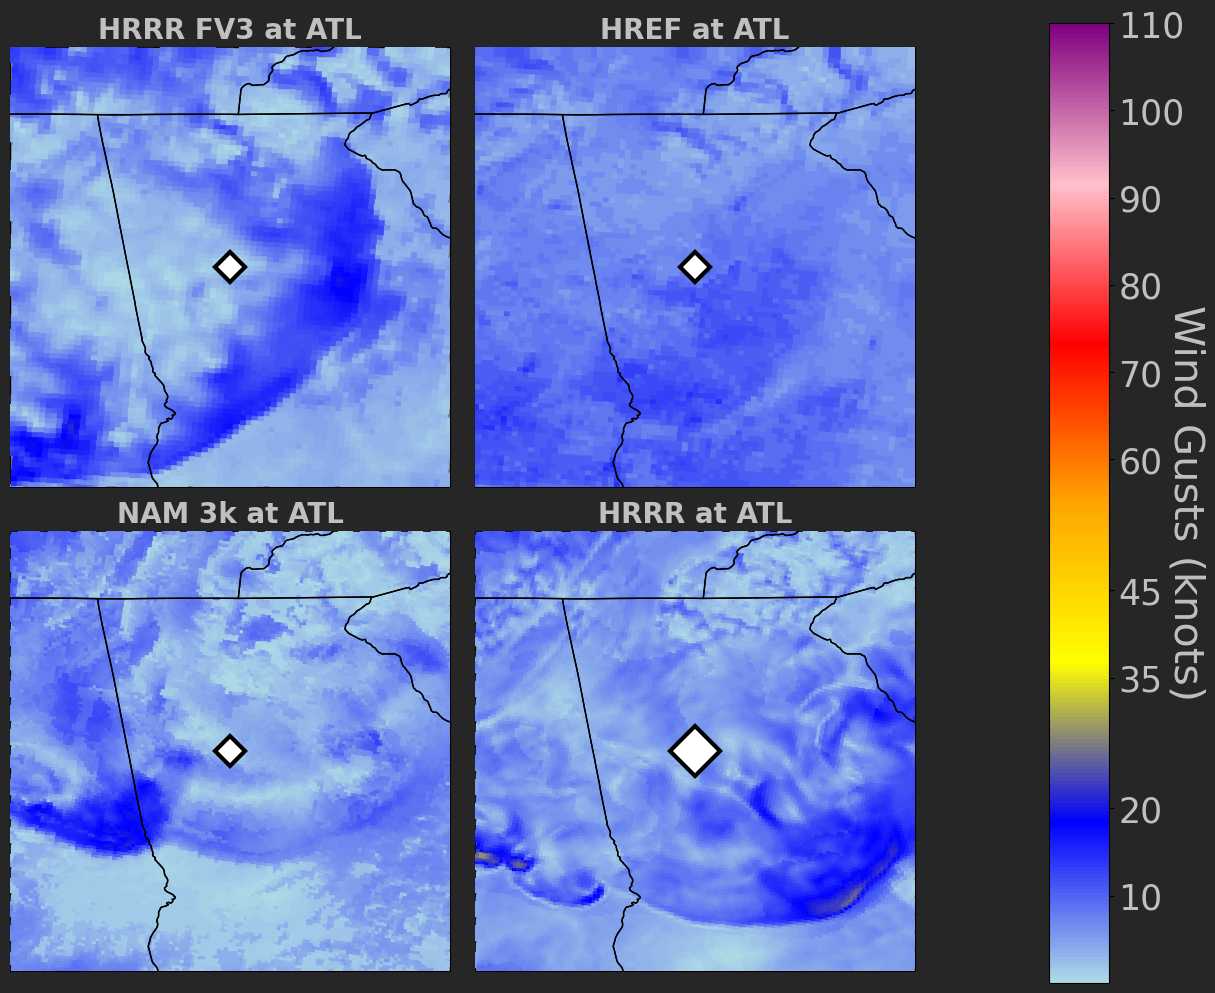 HRRR FV3 at ATL
HREF at ATL
NAM 3k at ATL
HRRR at ATL
110
100
90
80
70
60
45
35
20
10
Wind Gusts (knots)